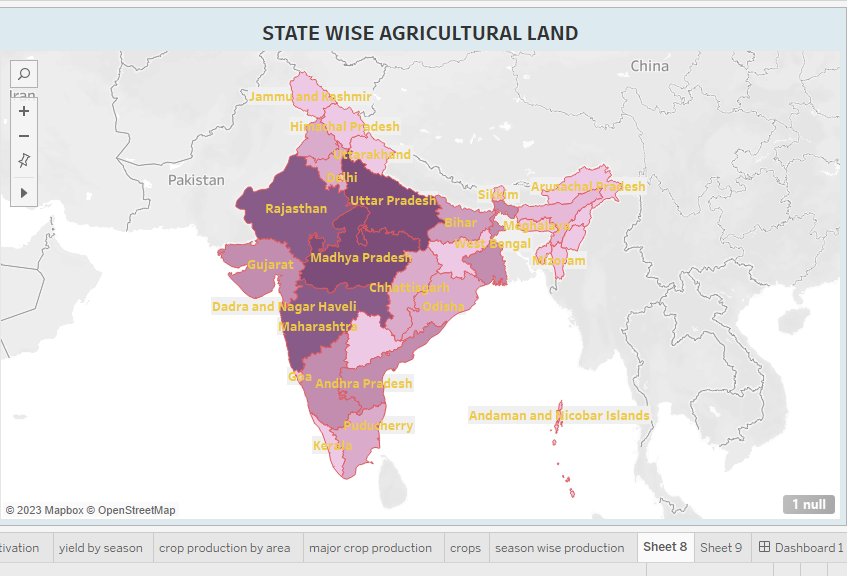 STATE WISE AGRICULTURAL LAND
China
Iran
Jammu and Kashmir
Himachal Pradesh
Uttarakhand
Pakistan
Delhi
Arunachal Pradesh
Sikkim
Uttar Pradesh
Rajasthan
Bihar
Meghalaya
West Bengal
Madhya Pradesh
Mizoram
Gujarat
Chhattisgarh
Dadra and Nagar Haveli
Odisha
Maharashtra
Goa
Andhra Pradesh
Andaman and Nicobar Islands
Puducherry
Kerala
© 2023 Mapbox © OpenStreetMap
1 null
tivation
yield by season
crop production by area
major crop production
crops
season wise production
Sheet 8
Sheet 9
Dashboard 1